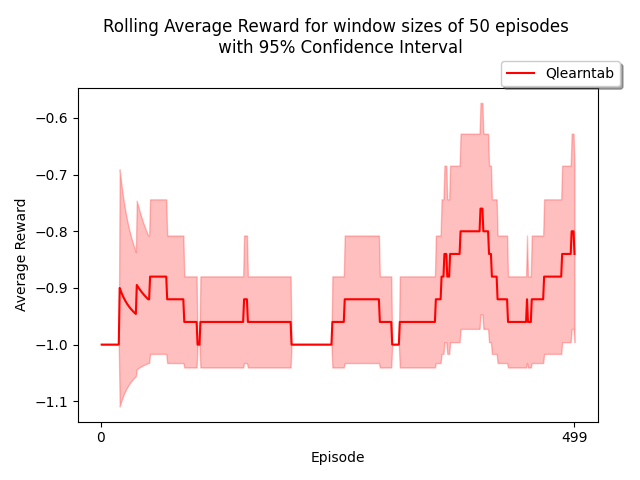 Rolling Average Reward for window sizes of 50 episodes
with 95% Confidence Interval
Qlearntab
Average Reward
−0.6
−0.7
−0.8
−0.9
−1.0
−1.1
0
499
Episode